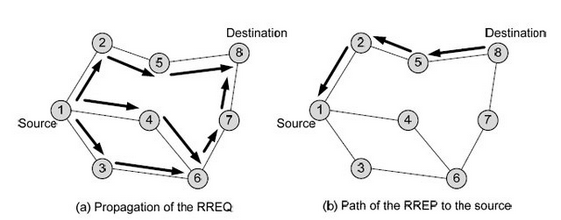 Destination
2
5
8
1
Source
4
7
3
6
(a) Propagation of the RREQ
Destination
2
5
8
1
Source
4
7
3
6
(b) Path of the RREP to the source